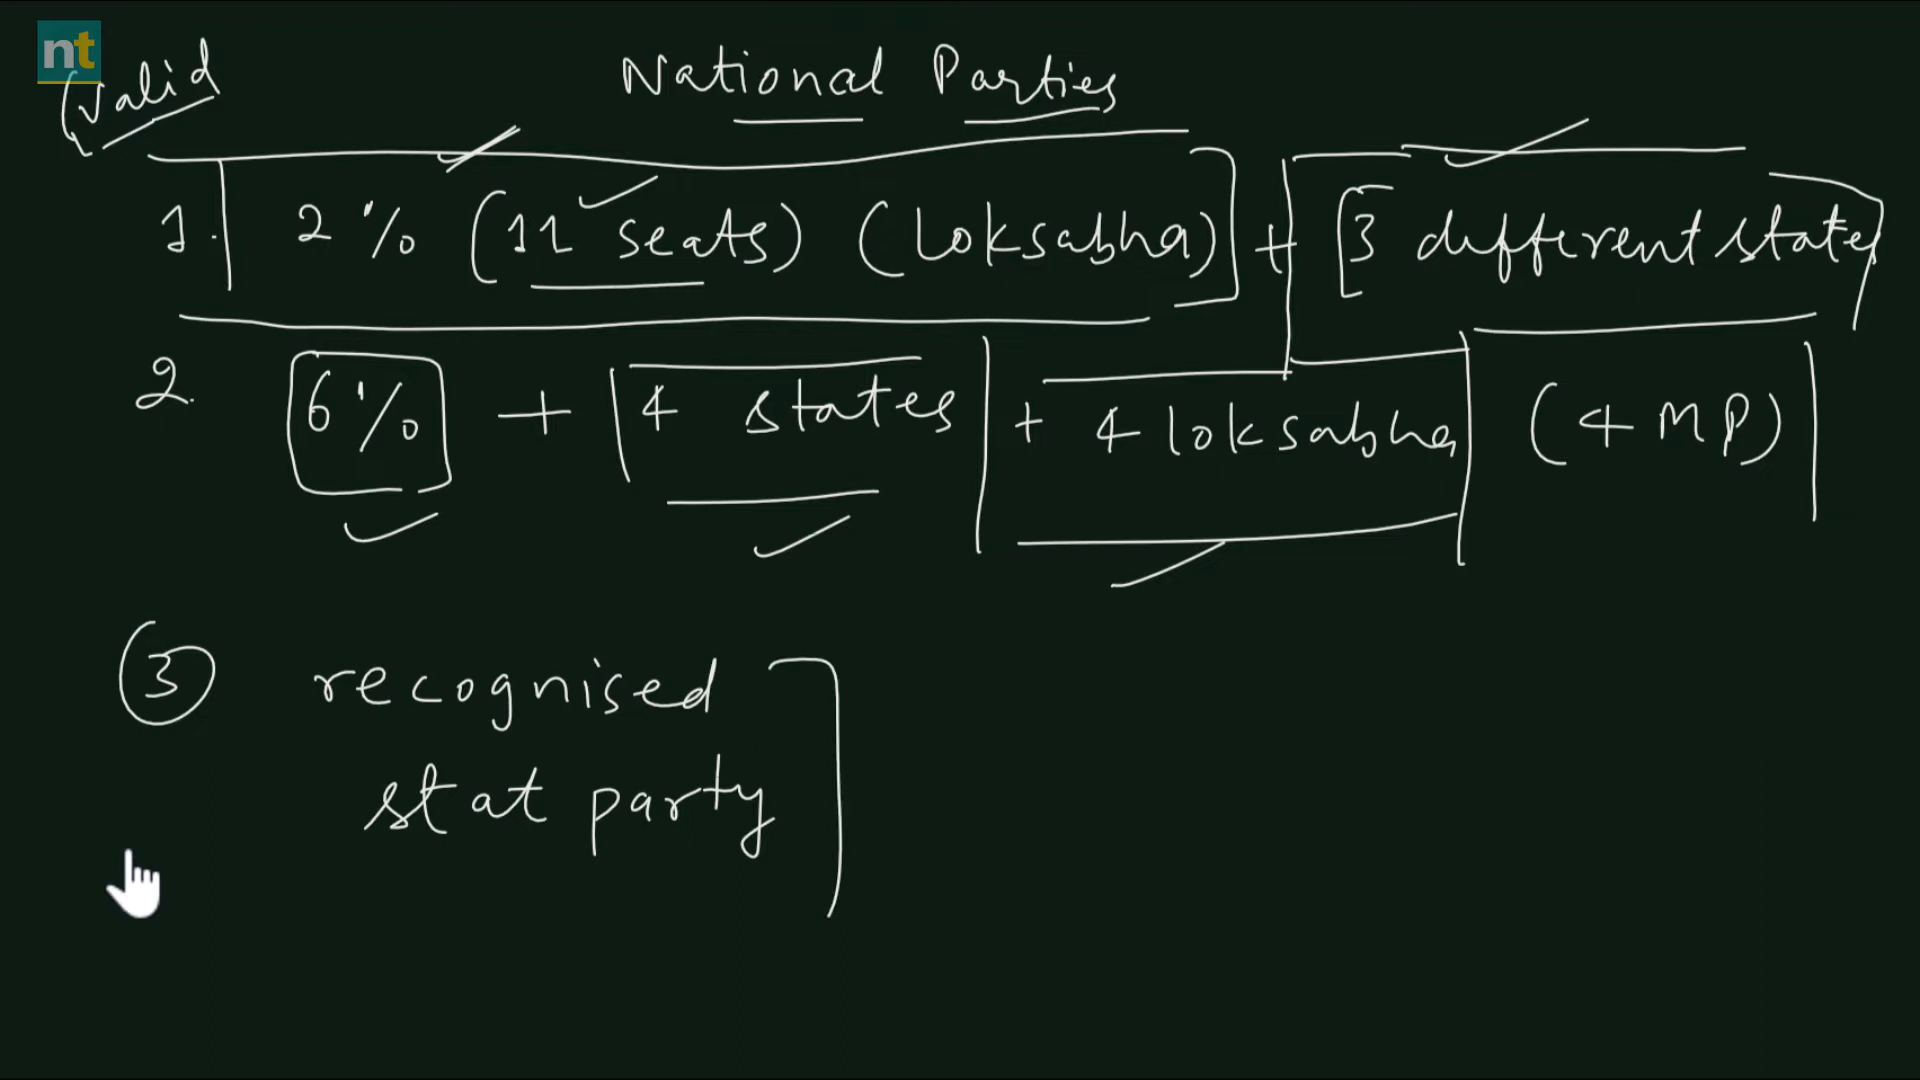 nt
(valid
National Parties
1. 2% (11 seats) (loksabha) + [3 different states
2. 6% + 4 states + 4 loksabha (4 MP)
3 recognised
stat party